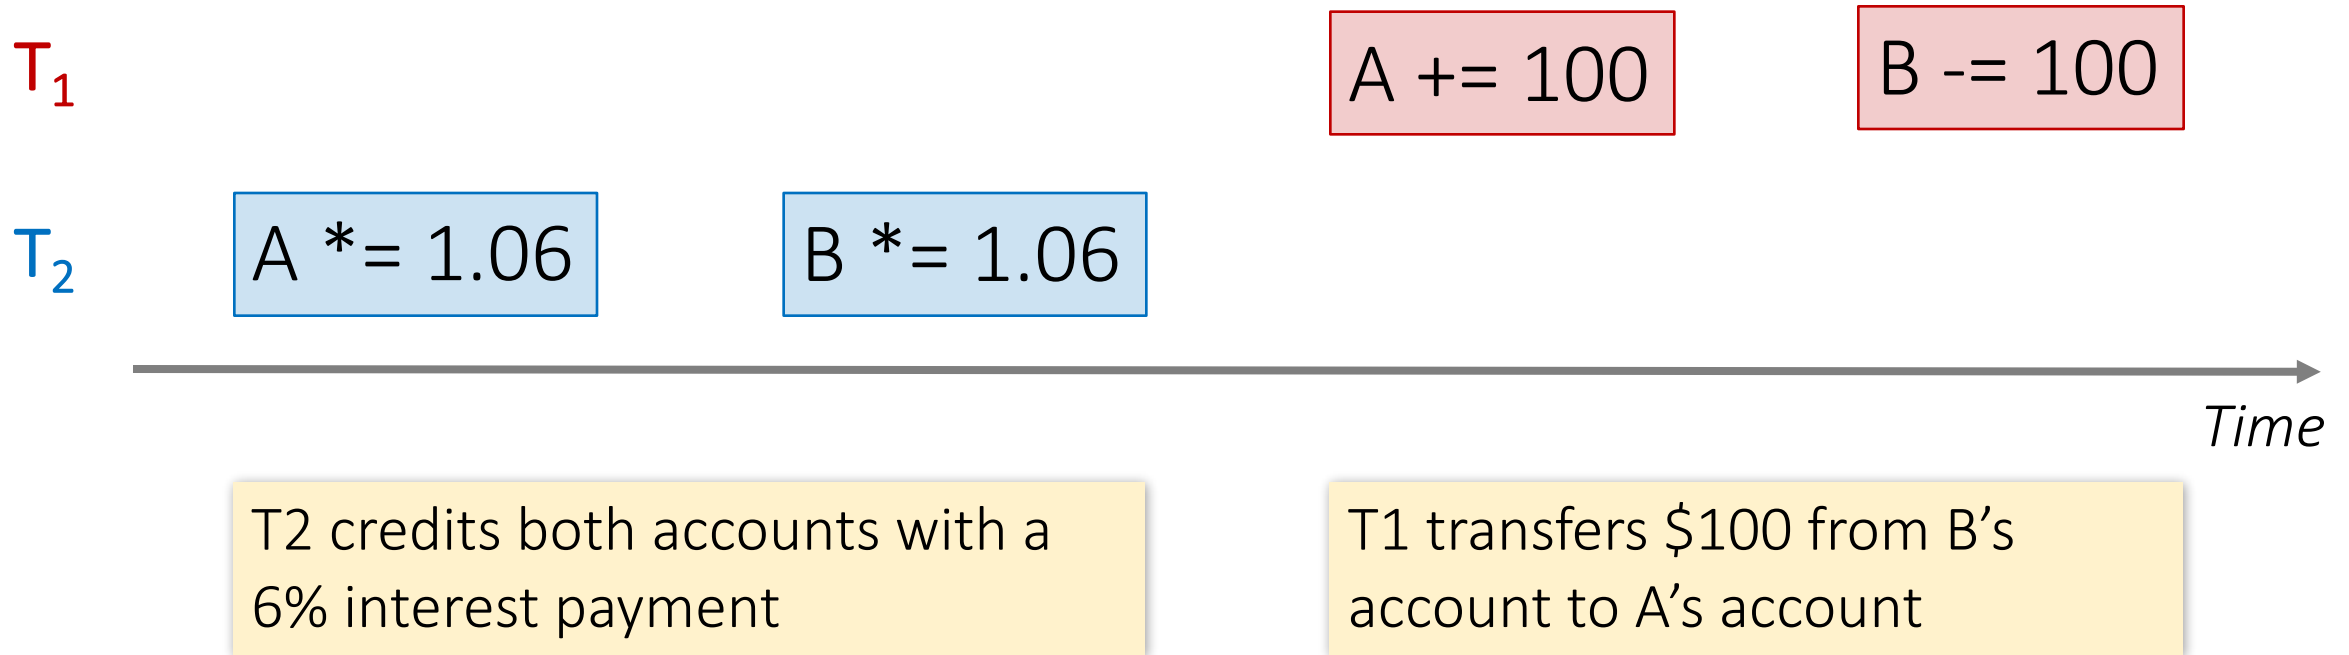 T₁ A += 100 B -= 100
T₂ A *= 1.06 B *= 1.06
Time
T2 credits both accounts with a
6% interest payment
T1 transfers $100 from B’s
account to A’s account